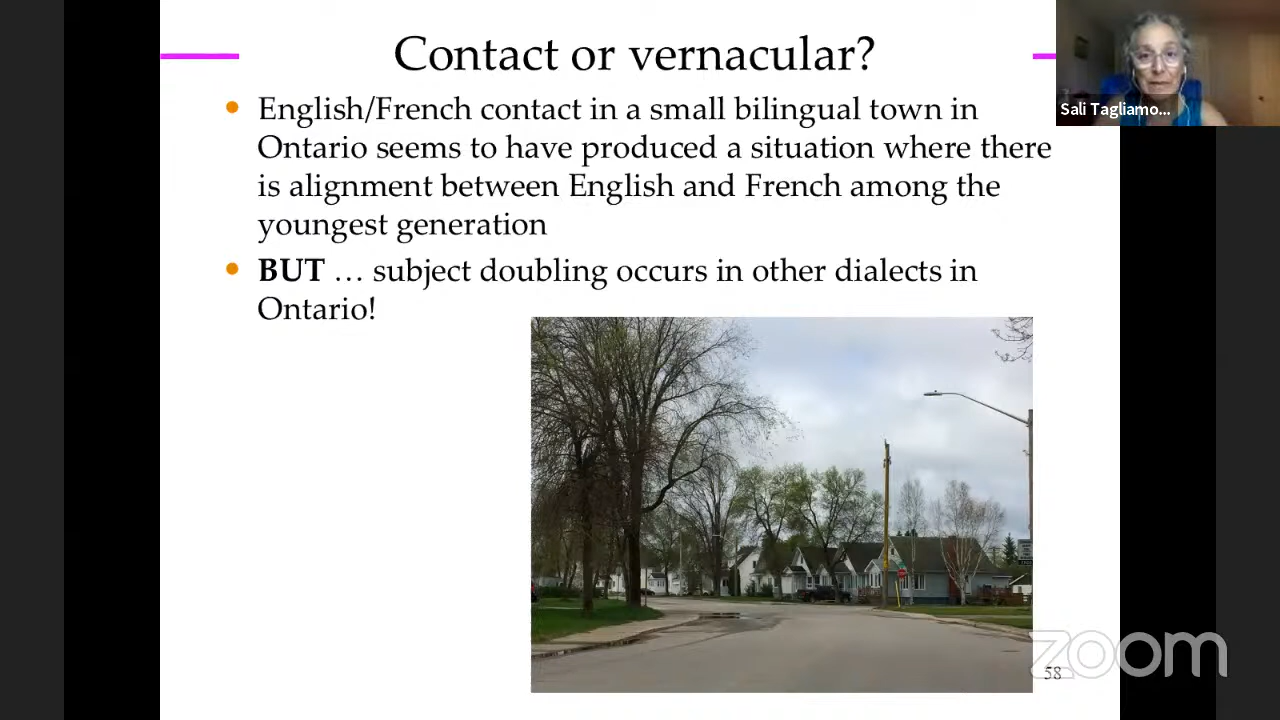 Contact or vernacular?
English/French contact in a small bilingual town in
Ontario seems to have produced a situation where there
is alignment between English and French among the
youngest generation
BUT … subject doubling occurs in other dialects in
Ontario!
Sali Tagliamo...
zoom
58